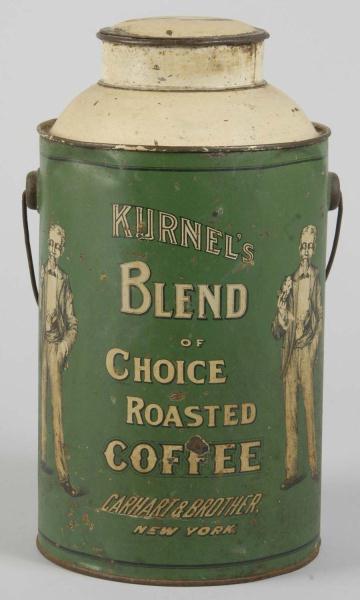 KURNEL'S
BLEND
OF
CHOICE
ROASTED
COFFEE
CARHART & BROTHER.
NEW YORK.